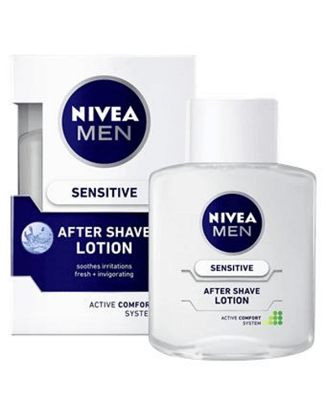 NIVEA
MEN
SENSITIVE
AFTER SHAVE
LOTION
soothes irritations
fresh + invigorating
ACTIVE COMFORT
SYSTEM
NIVEA
MEN
SENSITIVE
AFTER SHAVE
LOTION
ACTIVE COMFORT
SYSTEM